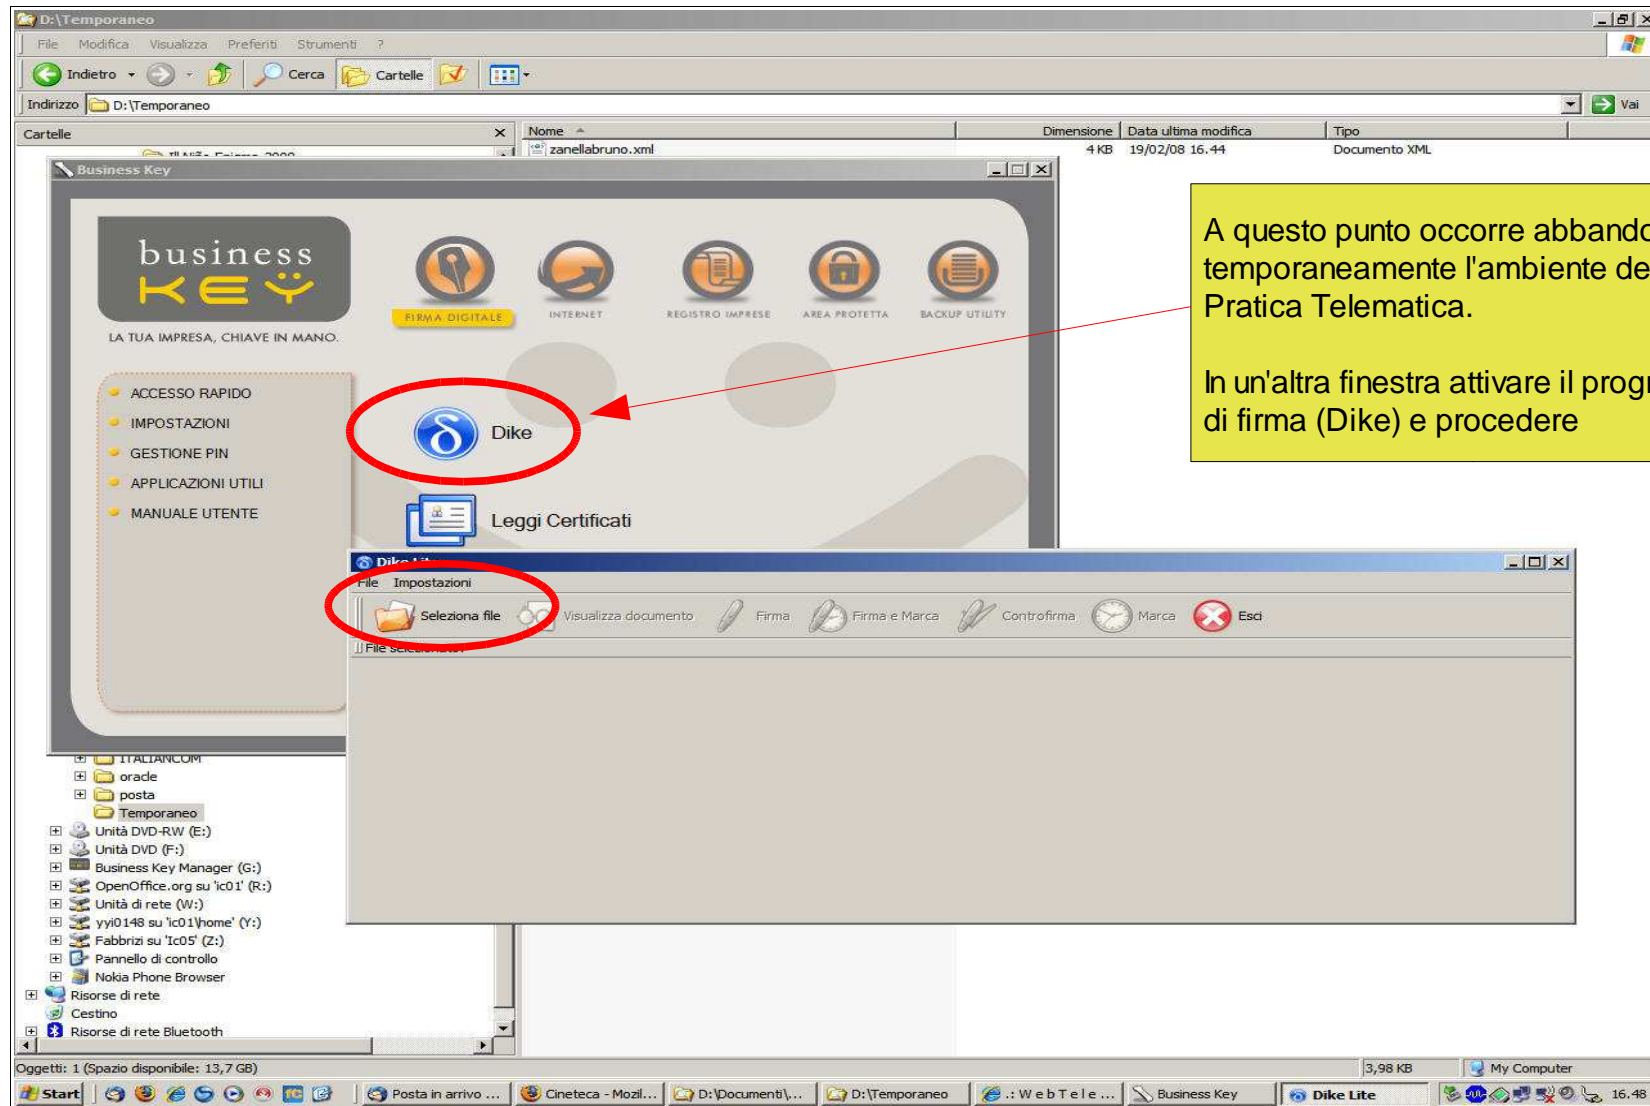 D:\Temporaneo
File Modifica Visualizza Preferiti Strumenti ?
Indietro Cerca Cartelle
Indirizzo D:\Temporaneo Vai
Cartelle
Nome Dimensione Data ultima modifica Tipo
zanellabruno.xml 4 KB 19/02/08 16.44 Documento XML
Business Key
business
KEY
LA TUA IMPRESA, CHIAVE IN MANO.
FIRMA DIGITALE INTERNET REGISTRO IMPRESE AREA PROTETTA BACKUP UTILITY
ACCESSO RAPIDO
IMPOSTAZIONI
GESTIONE PIN
APPLICAZIONI UTILI
MANUALE UTENTE
Dike
Leggi Certificati
A questo punto occorre abbando
temporaneamente l'ambiente de
Pratica Telematica.
In un'altra finestra attivare il progr
di firma (Dike) e procedere
Dike Lite
File Impostazioni
Seleziona file Visualizza documento Firma Firma e Marca Controfirma Marca Esci
File selezionato:
ITALIANCOM
oracle
posta
Temporaneo
Unità DVD-RW (E:)
Unità DVD (F:)
Business Key Manager (G:)
OpenOffice.org su 'ic01' (R:)
Unità di rete (W:)
yyi0148 su 'ic01\home' (Y:)
Fabbrizi su 'Ic05' (Z:)
Pannello di controllo
Nokia Phone Browser
Risorse di rete
Cestino
Risorse di rete Bluetooth
Oggetti: 1 (Spazio disponibile: 13,7 GB) 3,98 KB My Computer
Start Posta in arrivo ... Cineteca - Mozil... D:\Documenti\... D:\Temporaneo .: W e b T e l e ... Business Key Dike Lite 16.48